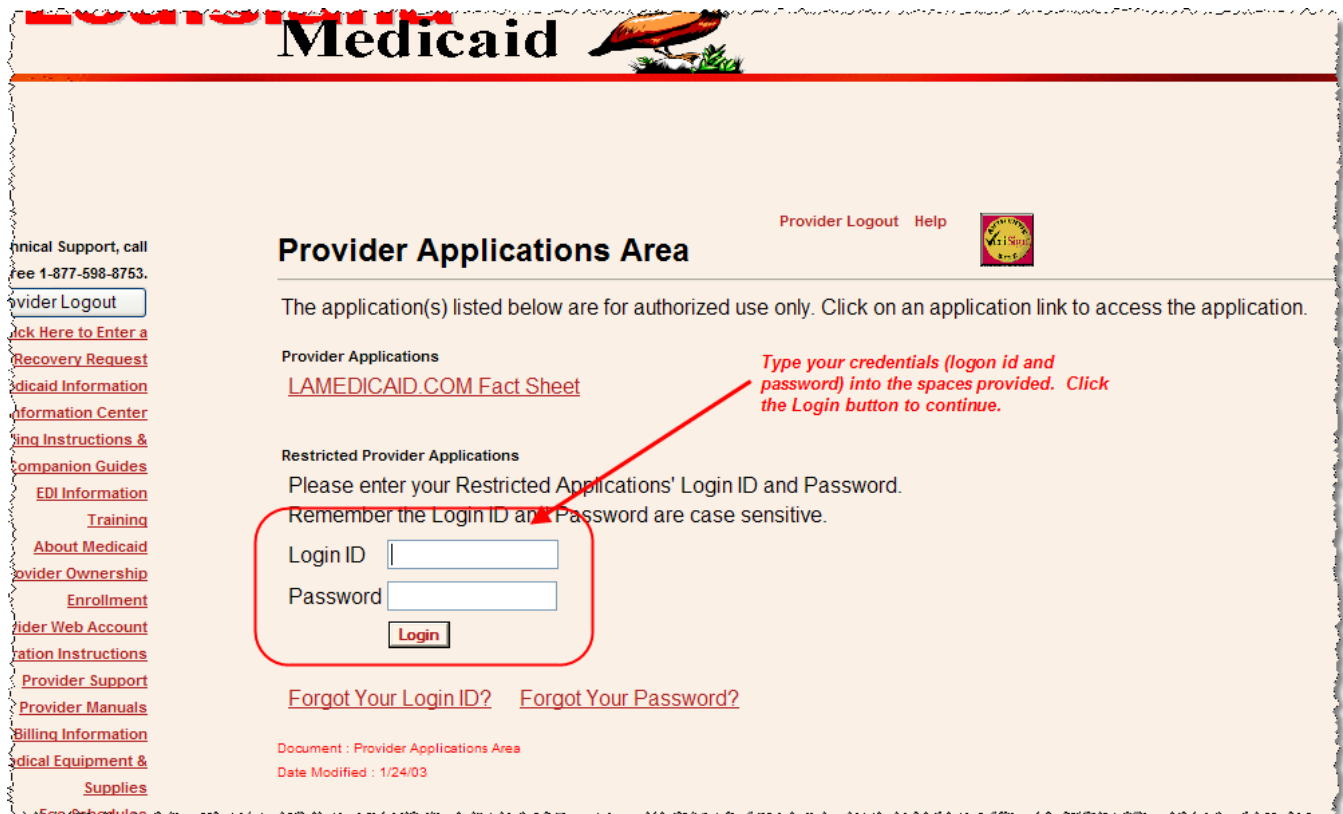 Louisiana
Medicaid
Provider Logout Help
Provider Applications Area
The application(s) listed below are for authorized use only. Click on an application link to access the application.
Provider Applications
LAMEDICAID.COM Fact Sheet
Type your credentials (logon id and
password) into the spaces provided. Click
the Login button to continue.
Restricted Provider Applications
Please enter your Restricted Applications' Login ID and Password.
Remember the Login ID and Password are case sensitive.
Login ID
Password
Login
Forgot Your Login ID? Forgot Your Password?
Document : Provider Applications Area
Date Modified : 1/24/03
hnical Support, call
ree 1-877-598-8753.
ovider Logout
ick Here to Enter a
Recovery Request
dicaid Information
nformation Center
ling Instructions &
Companion Guides
EDI Information
Training
About Medicaid
ovider Ownership
Enrollment
vider Web Account
ration Instructions
Provider Support
Provider Manuals
Billing Information
edical Equipment &
Supplies